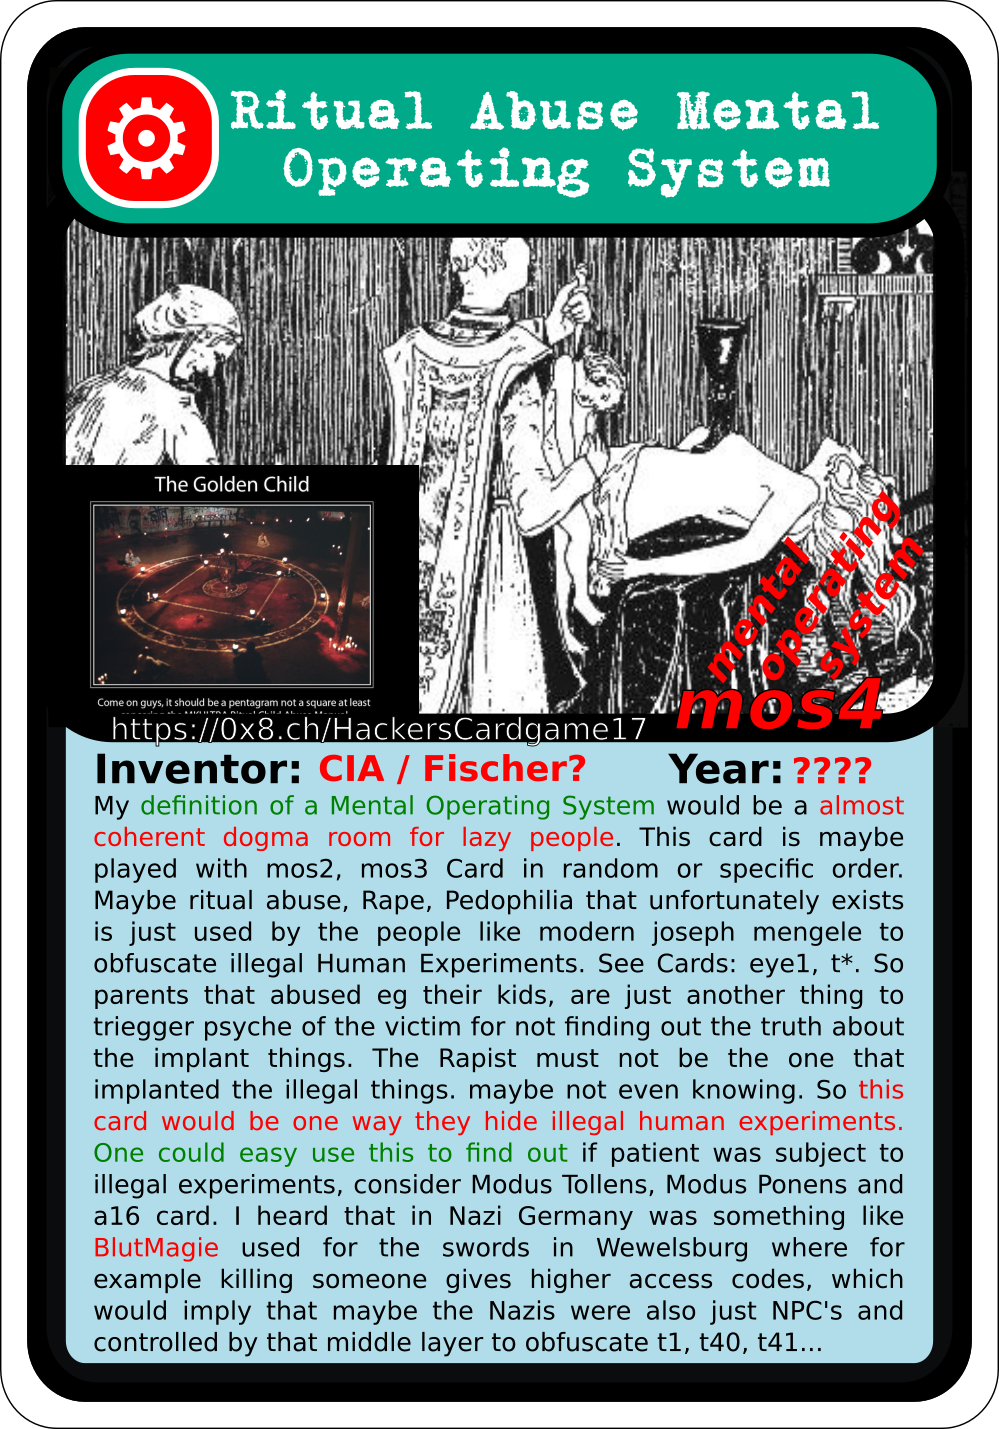 Ritual Abuse Mental
Operating System
The Golden Child
Come on guys, it should be a pentagram not a square at least
mental
operating
system
mos4
https://0x8.ch/HackersCardgame17
Inventor: CIA / Fischer? Year: ????
My definition of a Mental Operating System would be a almost
coherent dogma room for lazy people. This card is maybe
played with mos2, mos3 Card in random or specific order.
Maybe ritual abuse, Rape, Pedophilia that unfortunately exists
is just used by the people like modern joseph mengele to
obfuscate illegal Human Experiments. See Cards: eye1, t*. So
parents that abused eg their kids, are just another thing to
triegger psyche of the victim for not finding out the truth about
the implant things. The Rapist must not be the one that
implanted the illegal things. maybe not even knowing. So this
card would be one way they hide illegal human experiments.
One could easy use this to find out if patient was subject to
illegal experiments, consider Modus Tollens, Modus Ponens and
a16 card. I heard that in Nazi Germany was something like
BlutMagie used for the swords in Wewelsburg where for
example killing someone gives higher access codes, which
would imply that maybe the Nazis were also just NPC's and
controlled by that middle layer to obfuscate t1, t40, t41...